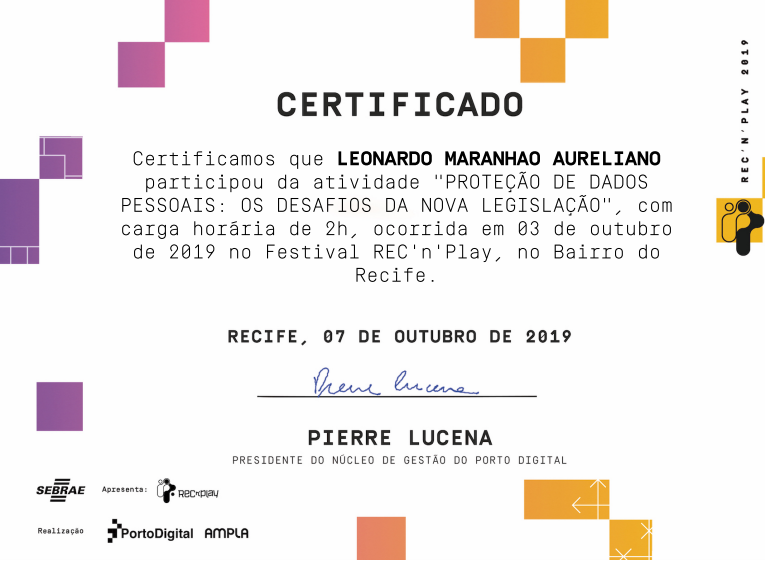 CERTIFICADO
REC'N'PLAY 2019
Certificamos que LEONARDO MARANHAO AURELIANO
participou da atividade "PROTEÇÃO DE DADOS
PESSOAIS: OS DESAFIOS DA NOVA LEGISLAÇÃO", com
carga horária de 2h, ocorrida em 03 de outubro
de 2019 no Festival REC'n'Play, no Bairro do
Recife.
RECIFE, 07 DE OUTUBRO DE 2019
Pierre Lucena
PIERRE LUCENA
PRESIDENTE DO NÚCLEO DE GESTÃO DO PORTO DIGITAL
SEBRAE
Apresenta:
REC'n'play
Realização
PortoDigital
AMPLA